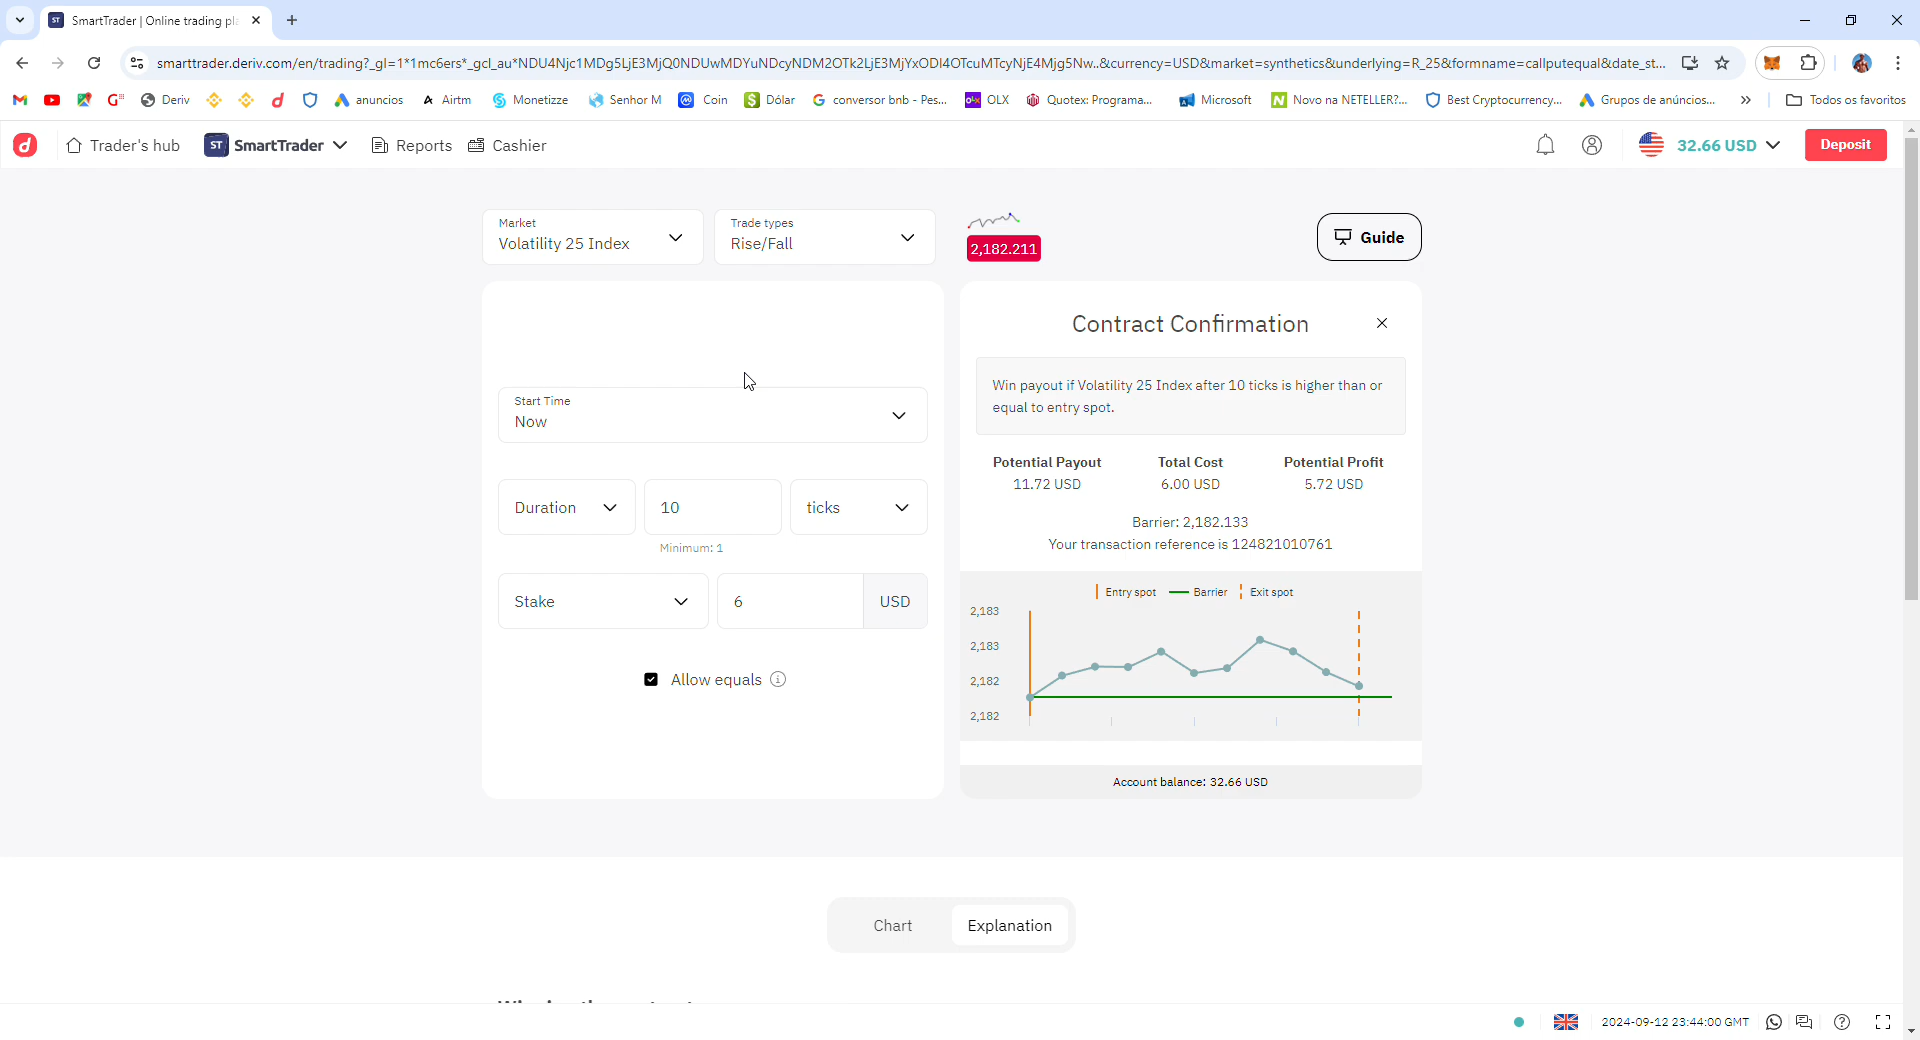 SmartTrader | Online trading pla
smarttrader.deriv.com/en/trading?_gl=1*1mc6ers*_gcl_au*NDU4Njc1MDg5LjE3MjQ0NDUwMDYuNDcyNDM2OTk2LjE3MjYxODI4OTcuMTcyNjE4Mjg5Nw..&currency=USD&market=synthetics&underlying=R_25&formname=callputequal&date_st...
Deriv
anuncios
Airtm
Monetizze
Senhor M
Coin
Dólar
conversor bnb - Pes...
OLX
Quotex: Programa...
Microsoft
Novo na NETELLER?...
Best Cryptocurrency,...
Grupos de anúncios...
Todos os favoritos
Trader's hub
ST SmartTrader
Reports
Cashier
32.66 USD
Deposit
Market
Volatility 25 Index
Trade types
Rise/Fall
2,182.211
Guide
Start Time
Now
Duration
10
ticks
Minimum: 1
Stake
6
USD
Allow equals
Contract Confirmation
Win payout if Volatility 25 Index after 10 ticks is higher than or
equal to entry spot.
Potential Payout
11.72 USD
Total Cost
6.00 USD
Potential Profit
5.72 USD
Barrier: 2,182.133
Your transaction reference is 124821010761
Entry spot
Barrier
Exit spot
2,183
2,183
2,182
2,182
Account balance: 32.66 USD
Chart
Explanation
2024-09-12 23:44:00 GMT